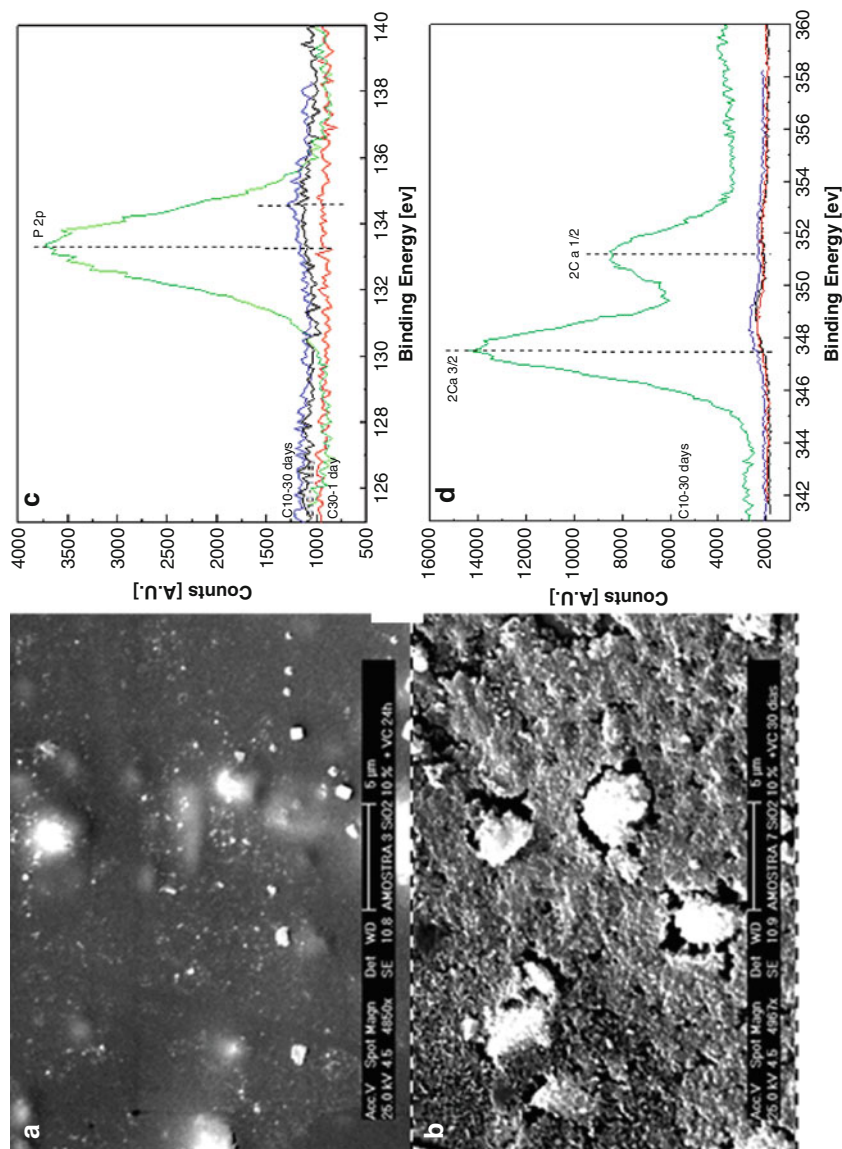 a
Acc.V Spot Magn Det WD 5 µm
25.0 kV 4.5 4850x SE 10.8 AMOSTRA 3 SiO2 10 % + VC 24h
b
Acc.V Spot Magn Det WD 5 µm
25.0 kV 4.5 4967x SE 10.9 AMOSTRA 7 SiO2 10 % +VC 30 dias
c
P 2p
C10-30 days
C30-1 day
Counts [A.U.]
4000
3500
3000
2500
2000
1500
1000
500
126 128 130 132 134 136 138 140
Binding Energy [ev]
d
2Ca 3/2
2C a 1/2
C10-30 days
Counts [A.U.]
16000
14000
12000
10000
8000
6000
4000
2000
342 344 346 348 350 352 354 356 358 360
Binding Energy [ev]